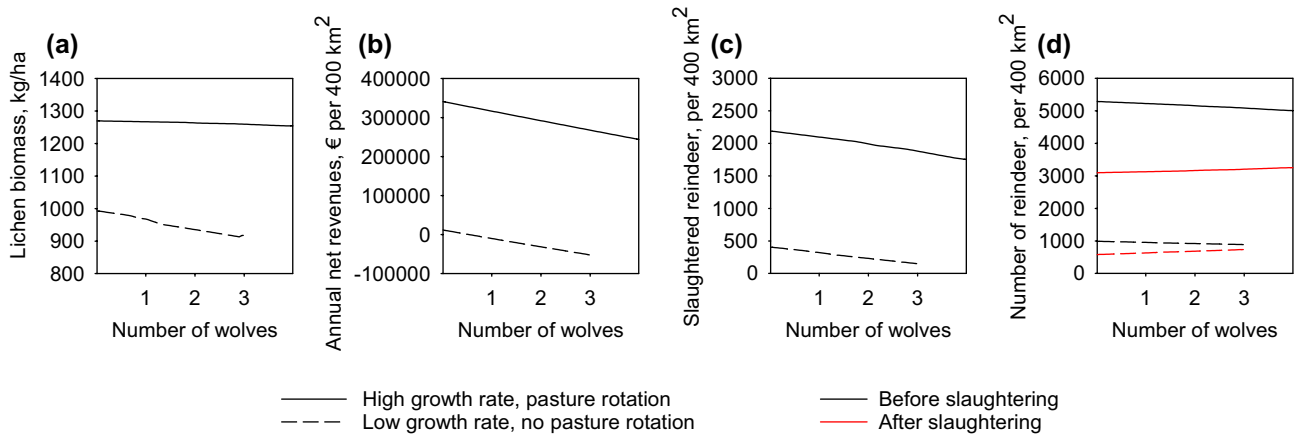 (a)
Lichen biomass, kg/ha
1400
1300
1200
1100
1000
900
800
1
2
3
Number of wolves
(b)
Annual net revenues, € per 400 km²
400000
300000
200000
100000
0
-100000
1
2
3
Number of wolves
(c)
Slaughtered reindeer, per 400 km²
3000
2500
2000
1500
1000
500
0
1
2
3
Number of wolves
(d)
Number of reindeer, per 400 km²
6000
5000
4000
3000
2000
1000
0
1
2
3
Number of wolves
High growth rate, pasture rotation
Low growth rate, no pasture rotation
Before slaughtering
After slaughtering